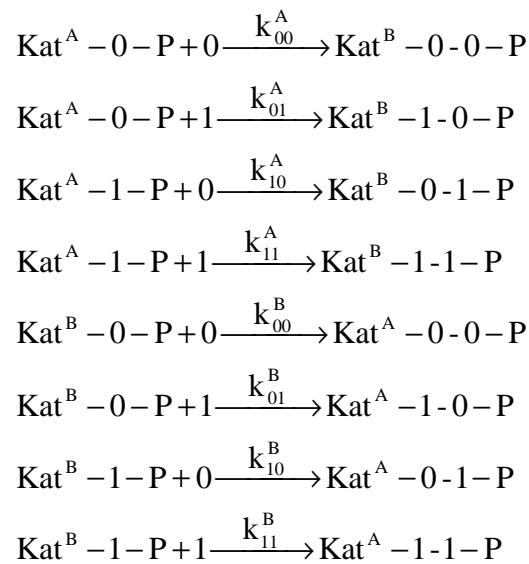 Kat^A – 0 – P + 0 —k_00^A→ Kat^B – 0 - 0 – P
Kat^A – 0 – P + 1 —k_01^A→ Kat^B – 1 - 0 – P
Kat^A – 1 – P + 0 —k_10^A→ Kat^B – 0 - 1 – P
Kat^A – 1 – P + 1 —k_11^A→ Kat^B – 1 - 1 – P
Kat^B – 0 – P + 0 —k_00^B→ Kat^A – 0 - 0 – P
Kat^B – 0 – P + 1 —k_01^B→ Kat^A – 1 - 0 – P
Kat^B – 1 – P + 0 —k_10^B→ Kat^A – 0 - 1 – P
Kat^B – 1 – P + 1 —k_11^B→ Kat^A – 1 - 1 – P